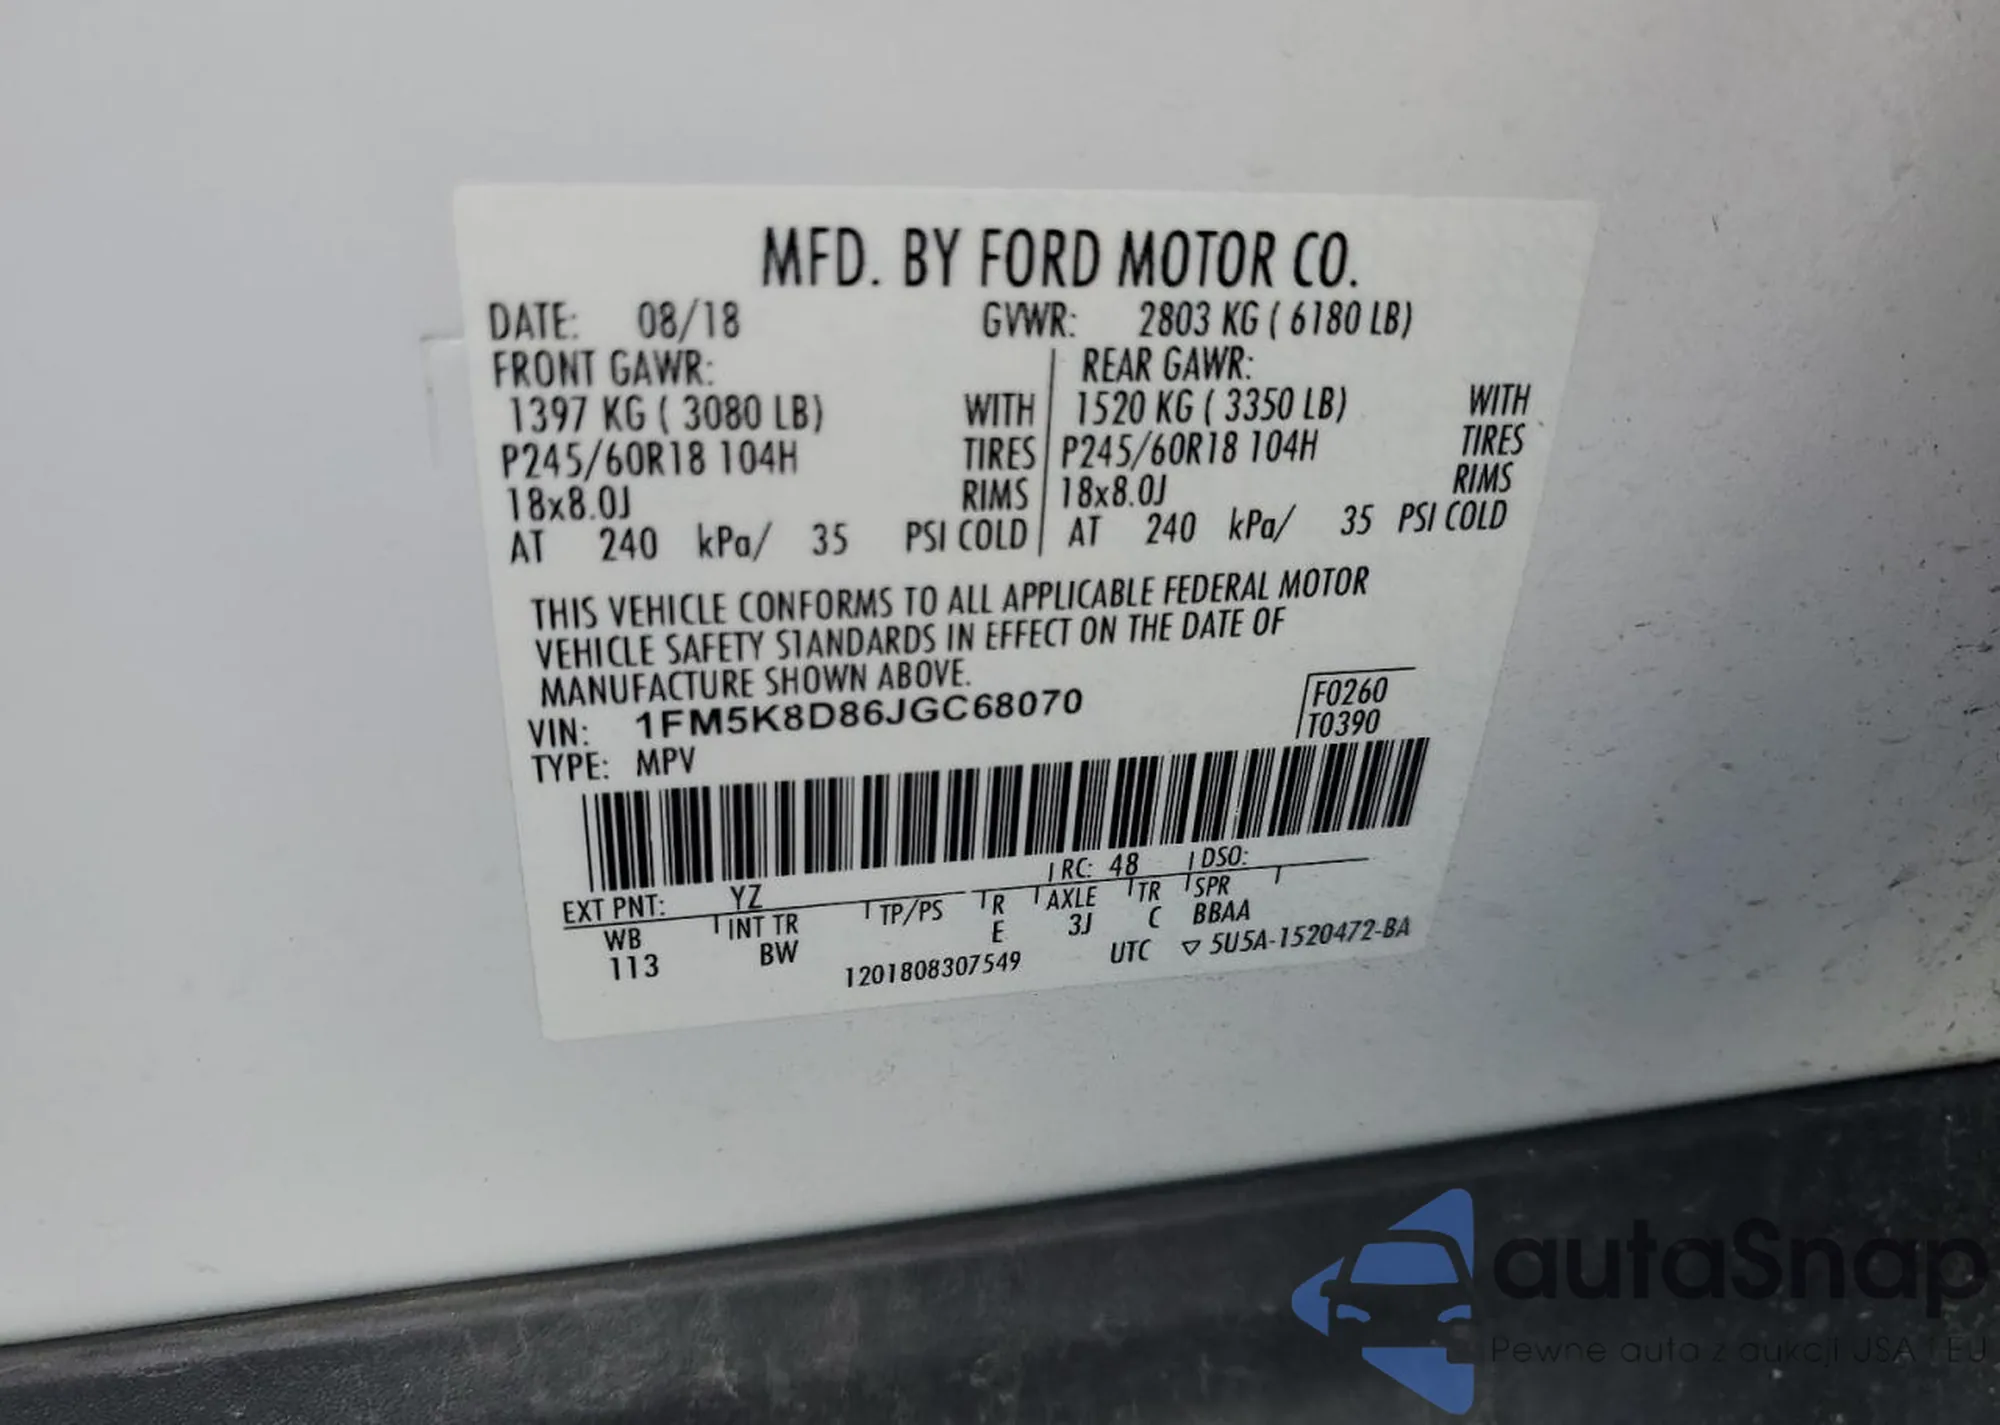 MFD. BY FORD MOTOR CO.
DATE: 08/18 GVWR: 2803 KG ( 6180 LB)
FRONT GAWR: REAR GAWR:
1397 KG ( 3080 LB) WITH 1520 KG ( 3350 LB) WITH
P245/60R18 104H TIRES P245/60R18 104H TIRES
18x8.0J RIMS 18x8.0J RIMS
AT 240 kPa/ 35 PSI COLD AT 240 kPa/ 35 PSI COLD
THIS VEHICLE CONFORMS TO ALL APPLICABLE FEDERAL MOTOR
VEHICLE SAFETY STANDARDS IN EFFECT ON THE DATE OF
MANUFACTURE SHOWN ABOVE.
VIN: 1FM5K8D86JGC68070 F0260
TYPE: MPV T0390
EXT PNT: YZ RC: 48 DSO:
WB INT TR TP/PS R AXLE TR SPR
113 BW E 3J C BBAA
1201808307549 UTC ▽ 5U5A-1520472-BA
autaSnap
Pewne auta z aukcji USA i EU